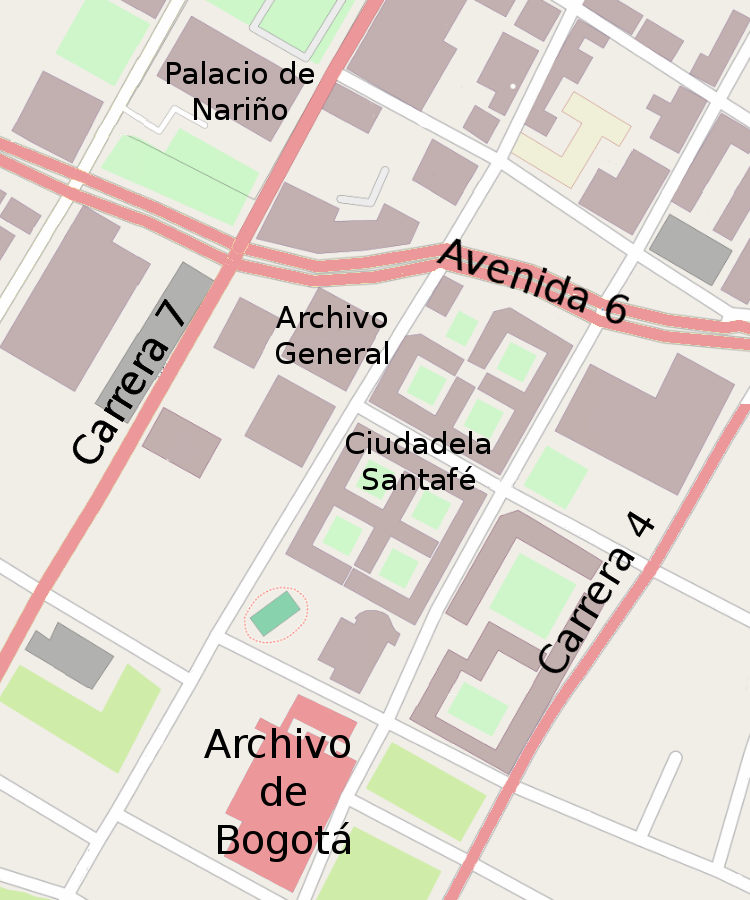 Palacio de
Nariño
Avenida 6
Archivo
General
Carrera 7
Ciudadela
Santafé
Carrera 4
Archivo
de
Bogotá